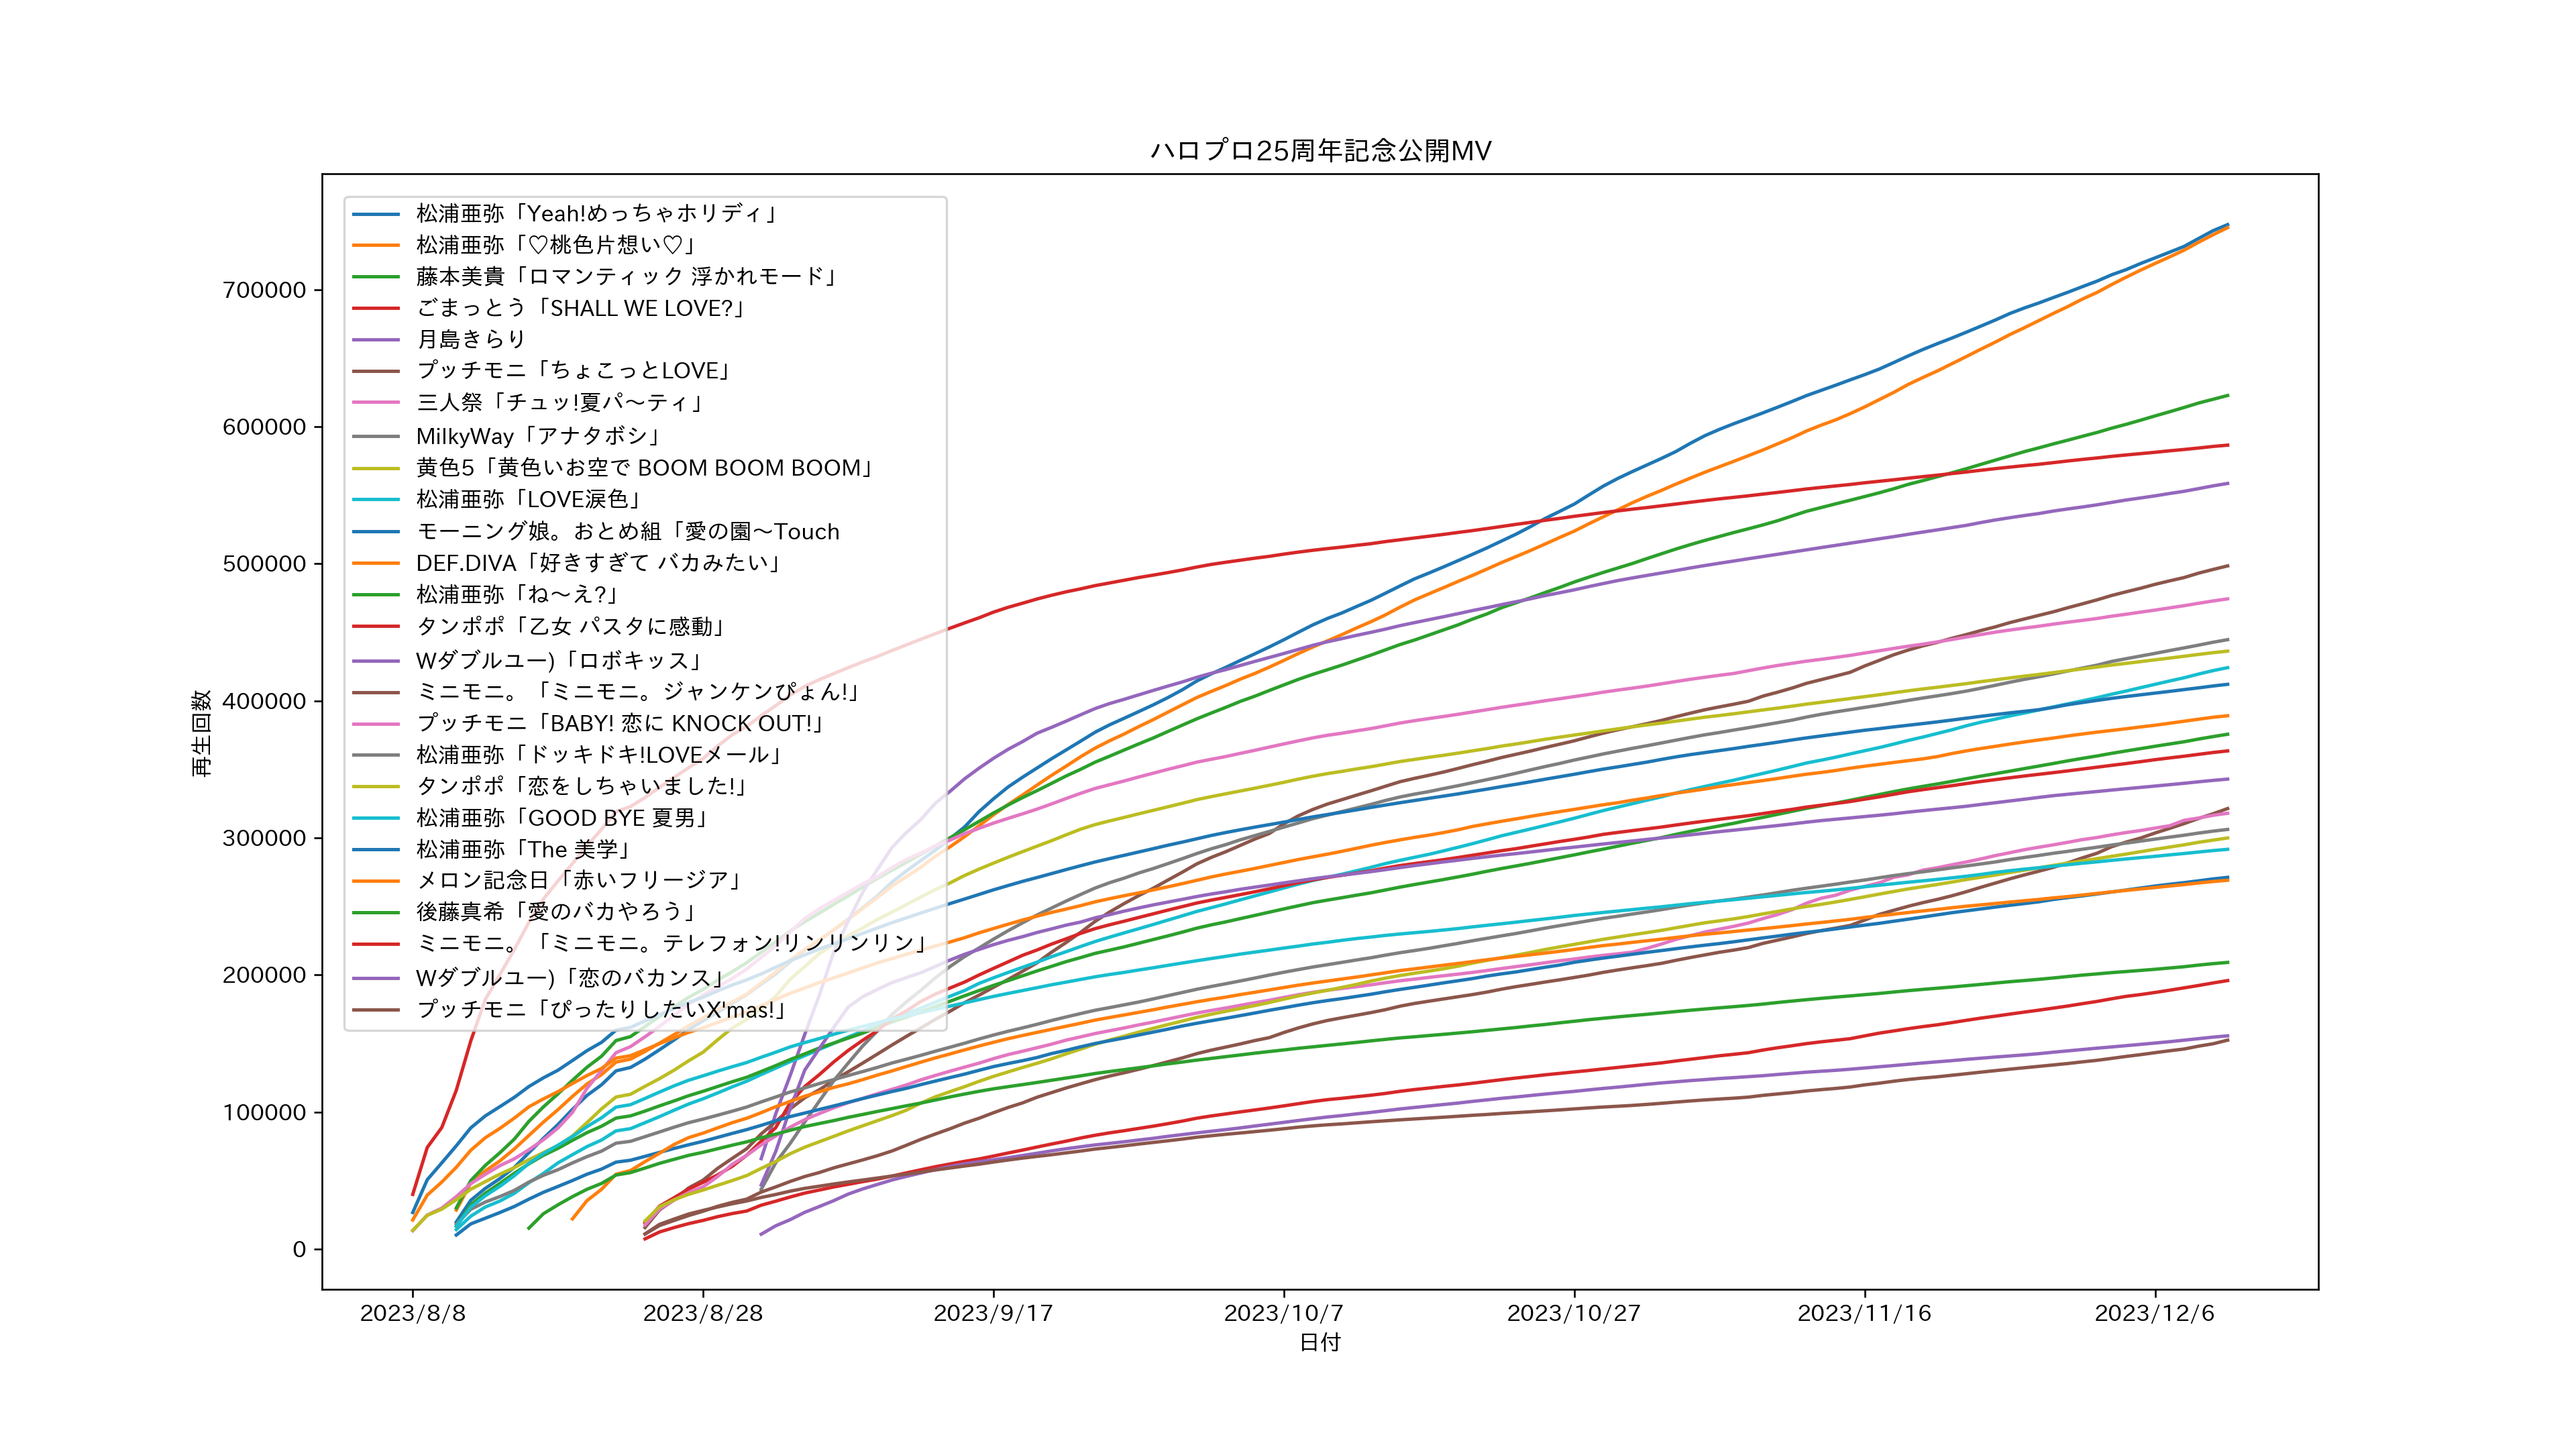 ハロプロ25周年記念公開MV
松浦亜弥「Yeah!めっちゃホリディ」
松浦亜弥「♡桃色片想い♡」
藤本美貴「ロマンティック 浮かれモード」
ごまっとう「SHALL WE LOVE?」
月島きらり
プッチモニ「ちょこっとLOVE」
三人祭「チュッ!夏パ〜ティ」
MilkyWay「アナタボシ」
黄色5「黄色いお空で BOOM BOOM BOOM」
松浦亜弥「LOVE涙色」
モーニング娘。おとめ組「愛の園〜Touch
DEF.DIVA「好きすぎて バカみたい」
松浦亜弥「ね〜え?」
タンポポ「乙女 パスタに感動」
Wダブルユー)「ロボキッス」
ミニモニ。「ミニモニ。ジャンケンぴょん!」
プッチモニ「BABY! 恋に KNOCK OUT!」
松浦亜弥「ドッキドキ!LOVEメール」
タンポポ「恋をしちゃいました!」
松浦亜弥「GOOD BYE 夏男」
松浦亜弥「The 美学」
メロン記念日「赤いフリージア」
後藤真希「愛のバカやろう」
ミニモニ。「ミニモニ。テレフォン!リンリンリン」
Wダブルユー)「恋のバカンス」
プッチモニ「ぴったりしたいX'mas!」
700000
600000
500000
400000
300000
200000
100000
0
再生回数
2023/8/8
2023/8/28
2023/9/17
2023/10/7
2023/10/27
2023/11/16
2023/12/6
日付